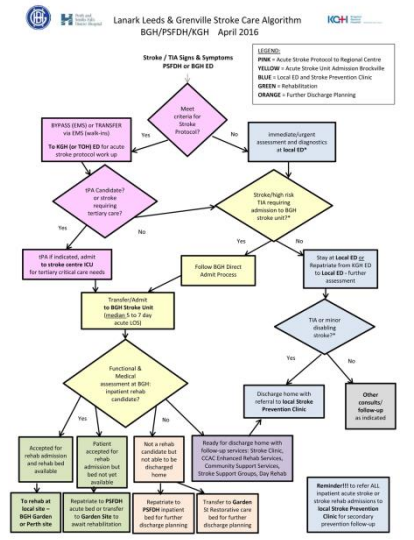 BGH
Perth and
Smiths Falls
District Hospital
KGH
Lanark Leeds & Grenville Stroke Care Algorithm
BGH/PSFDH/KGH April 2016
LEGEND:
PINK = Acute Stroke Protocol to Regional Centre
YELLOW = Acute Stroke Unit Admission Brockville
BLUE = Local ED and Stroke Prevention Clinic
GREEN = Rehabilitation
ORANGE = Further Discharge Planning
Stroke / TIA Signs & Symptoms
PSFDH or BGH ED
Meet
criteria for
Stroke
Protocol?
Yes
No
BYPASS (EMS) or TRANSFER
via EMS (walk-ins)
To KGH (or TOH) ED for acute
stroke protocol work up
immediate/urgent
assessment and diagnostics
at local ED*
tPA Candidate?
or stroke
requiring
tertiary care?
Yes
No
Stroke/high risk
TIA requiring
admission to BGH
stroke unit?*
Yes
No
tPA if indicated, admit
to stroke centre ICU
for tertiary critical care needs
Follow BGH Direct
Admit Process
Stay at Local ED or
Repatriate from KGH ED
to Local ED - further
assessment
Transfer/Admit
to BGH Stroke Unit
(median 5 to 7 day
acute LOS)
TIA or minor
disabling
stroke?*
Yes
No
Functional &
Medical
assessment at BGH:
inpatient rehab
candidate?
Yes
No
Discharge home with
referral to local Stroke
Prevention Clinic
Other
consults/
follow-up
as indicated
Accepted for
rehab admission
and rehab bed
available
Patient
accepted for
rehab
admission but
bed not yet
available
Not a rehab
candidate but
not able to be
discharged
home
Ready for discharge home with
follow-up services: Stroke Clinic,
CCAC Enhanced Rehab Services,
Community Support Services,
Stroke Support Groups, Day Rehab
To rehab at
local site –
BGH Garden
or Perth site
Repatriate to PSFDH
acute bed or transfer
to Garden Site to
await rehabilitation
Repatriate to
PSFDH inpatient
bed for further
discharge planning
Transfer to Garden
St Restorative care
bed for further
discharge planning
Reminder!!! to refer ALL
inpatient acute stroke or
stroke rehab admissions to
local Stroke Prevention
Clinic for secondary
prevention follow-up